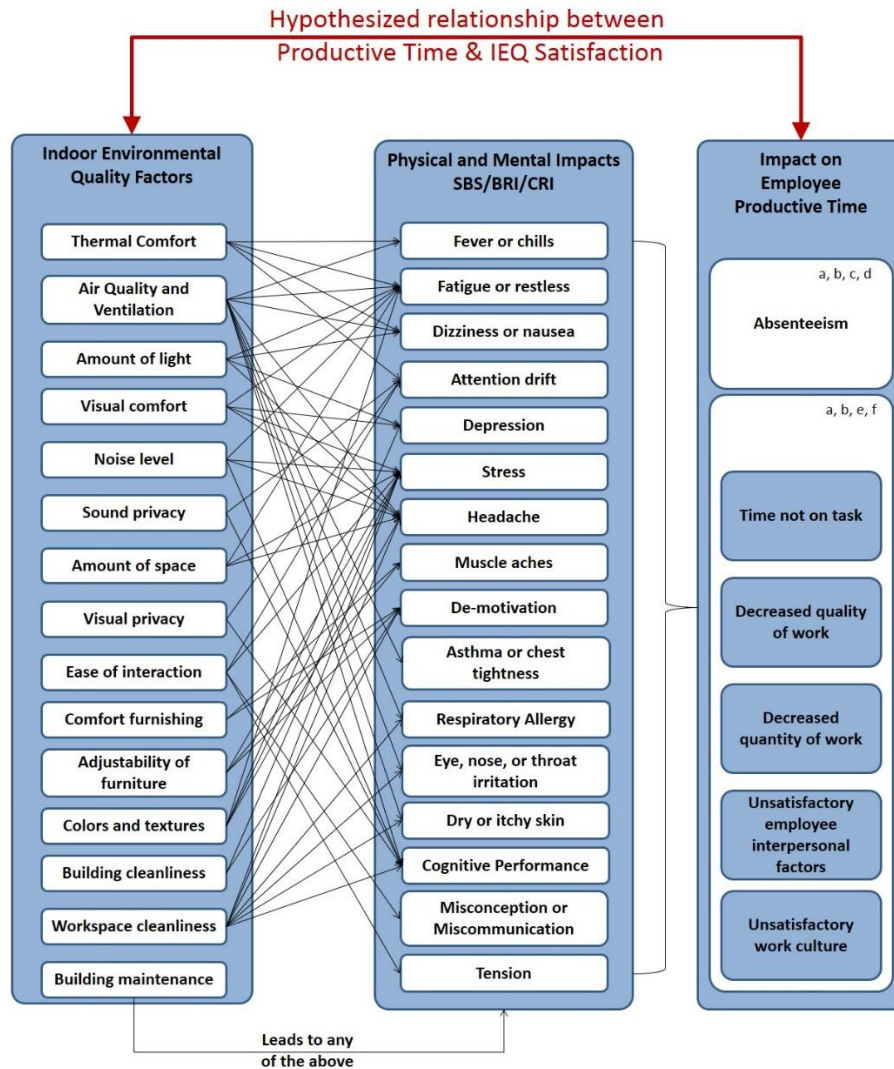 Hypothesized relationship between
Productive Time & IEQ Satisfaction
Indoor Environmental
Quality Factors
Thermal Comfort
Air Quality and
Ventilation
Amount of light
Visual comfort
Noise level
Sound privacy
Amount of space
Visual privacy
Ease of interaction
Comfort furnishing
Adjustability of
furniture
Colors and textures
Building cleanliness
Workspace cleanliness
Building maintenance
Physical and Mental Impacts
SBS/BRI/CRI
Fever or chills
Fatigue or restless
Dizziness or nausea
Attention drift
Depression
Stress
Headache
Muscle aches
De-motivation
Asthma or chest
tightness
Respiratory Allergy
Eye, nose, or throat
irritation
Dry or itchy skin
Cognitive Performance
Misconception or
Miscommunication
Tension
Impact on
Employee
Productive Time
a, b, c, d
Absenteeism
a, b, e, f
Time not on task
Decreased quality
of work
Decreased
quantity of work
Unsatisfactory
employee
interpersonal
factors
Unsatisfactory
work culture
Leads to any
of the above